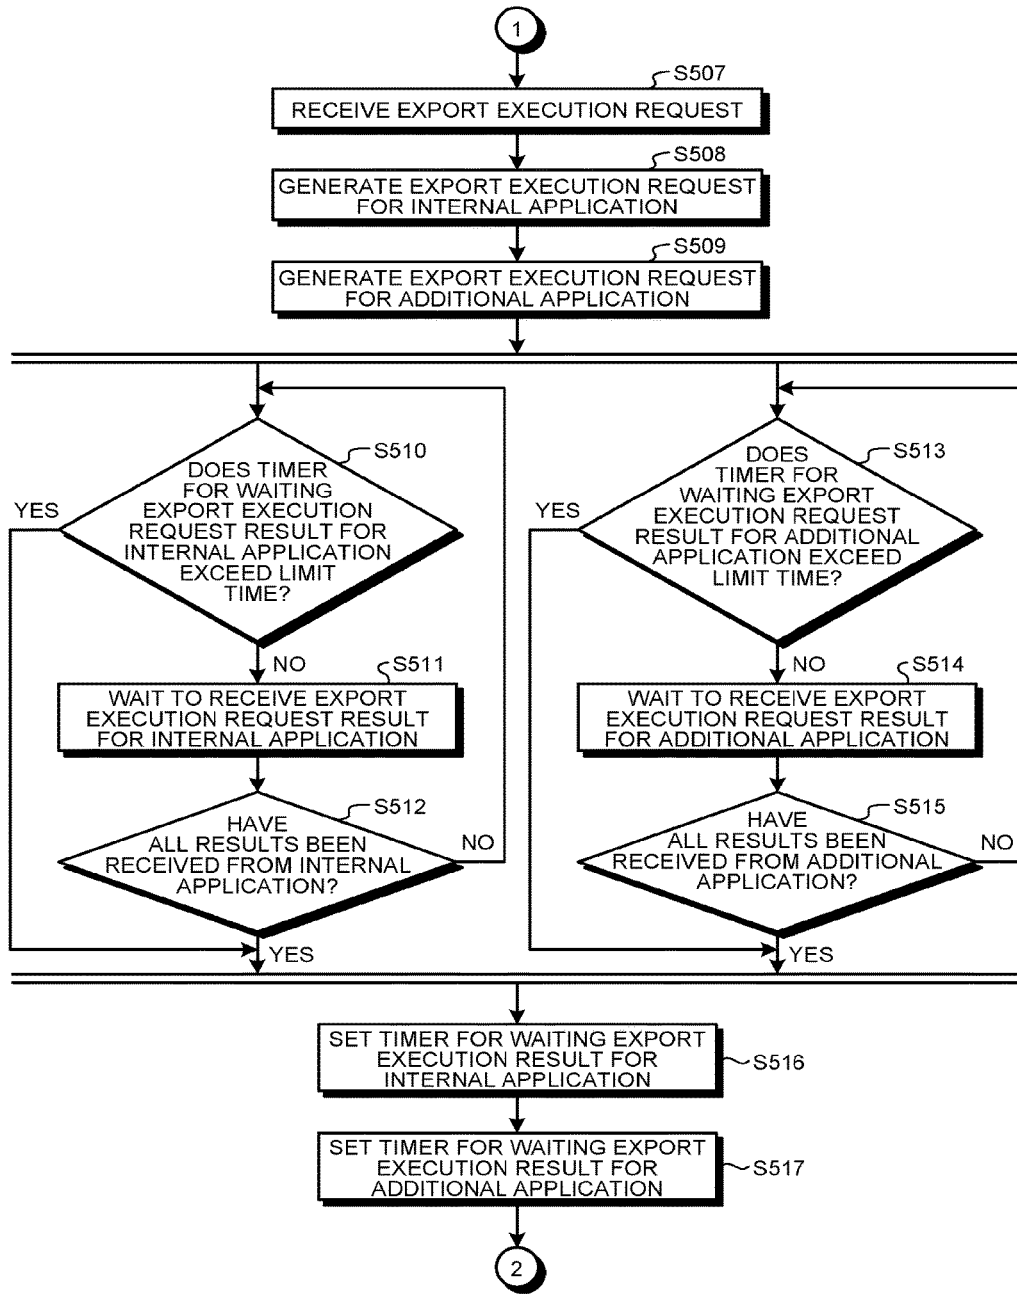 1
S507
RECEIVE EXPORT EXECUTION REQUEST
S508
GENERATE EXPORT EXECUTION REQUEST
FOR INTERNAL APPLICATION
S509
GENERATE EXPORT EXECUTION REQUEST
FOR ADDITIONAL APPLICATION
S510
DOES TIMER
FOR WAITING
EXPORT EXECUTION
REQUEST RESULT FOR
INTERNAL APPLICATION
EXCEED LIMIT
TIME?
YES
NO
S511
WAIT TO RECEIVE EXPORT
EXECUTION REQUEST RESULT
FOR INTERNAL APPLICATION
S512
HAVE
ALL RESULTS BEEN
RECEIVED FROM INTERNAL
APPLICATION?
NO
YES
S513
DOES
TIMER FOR
WAITING EXPORT
EXECUTION REQUEST
RESULT FOR ADDITIONAL
APPLICATION EXCEED
LIMIT TIME?
YES
NO
S514
WAIT TO RECEIVE EXPORT
EXECUTION REQUEST RESULT
FOR ADDITIONAL APPLICATION
S515
HAVE
ALL RESULTS BEEN
RECEIVED FROM ADDITIONAL
APPLICATION?
NO
YES
SET TIMER FOR WAITING EXPORT
EXECUTION RESULT FOR
INTERNAL APPLICATION
S516
SET TIMER FOR WAITING EXPORT
EXECUTION RESULT FOR
ADDITIONAL APPLICATION
S517
2